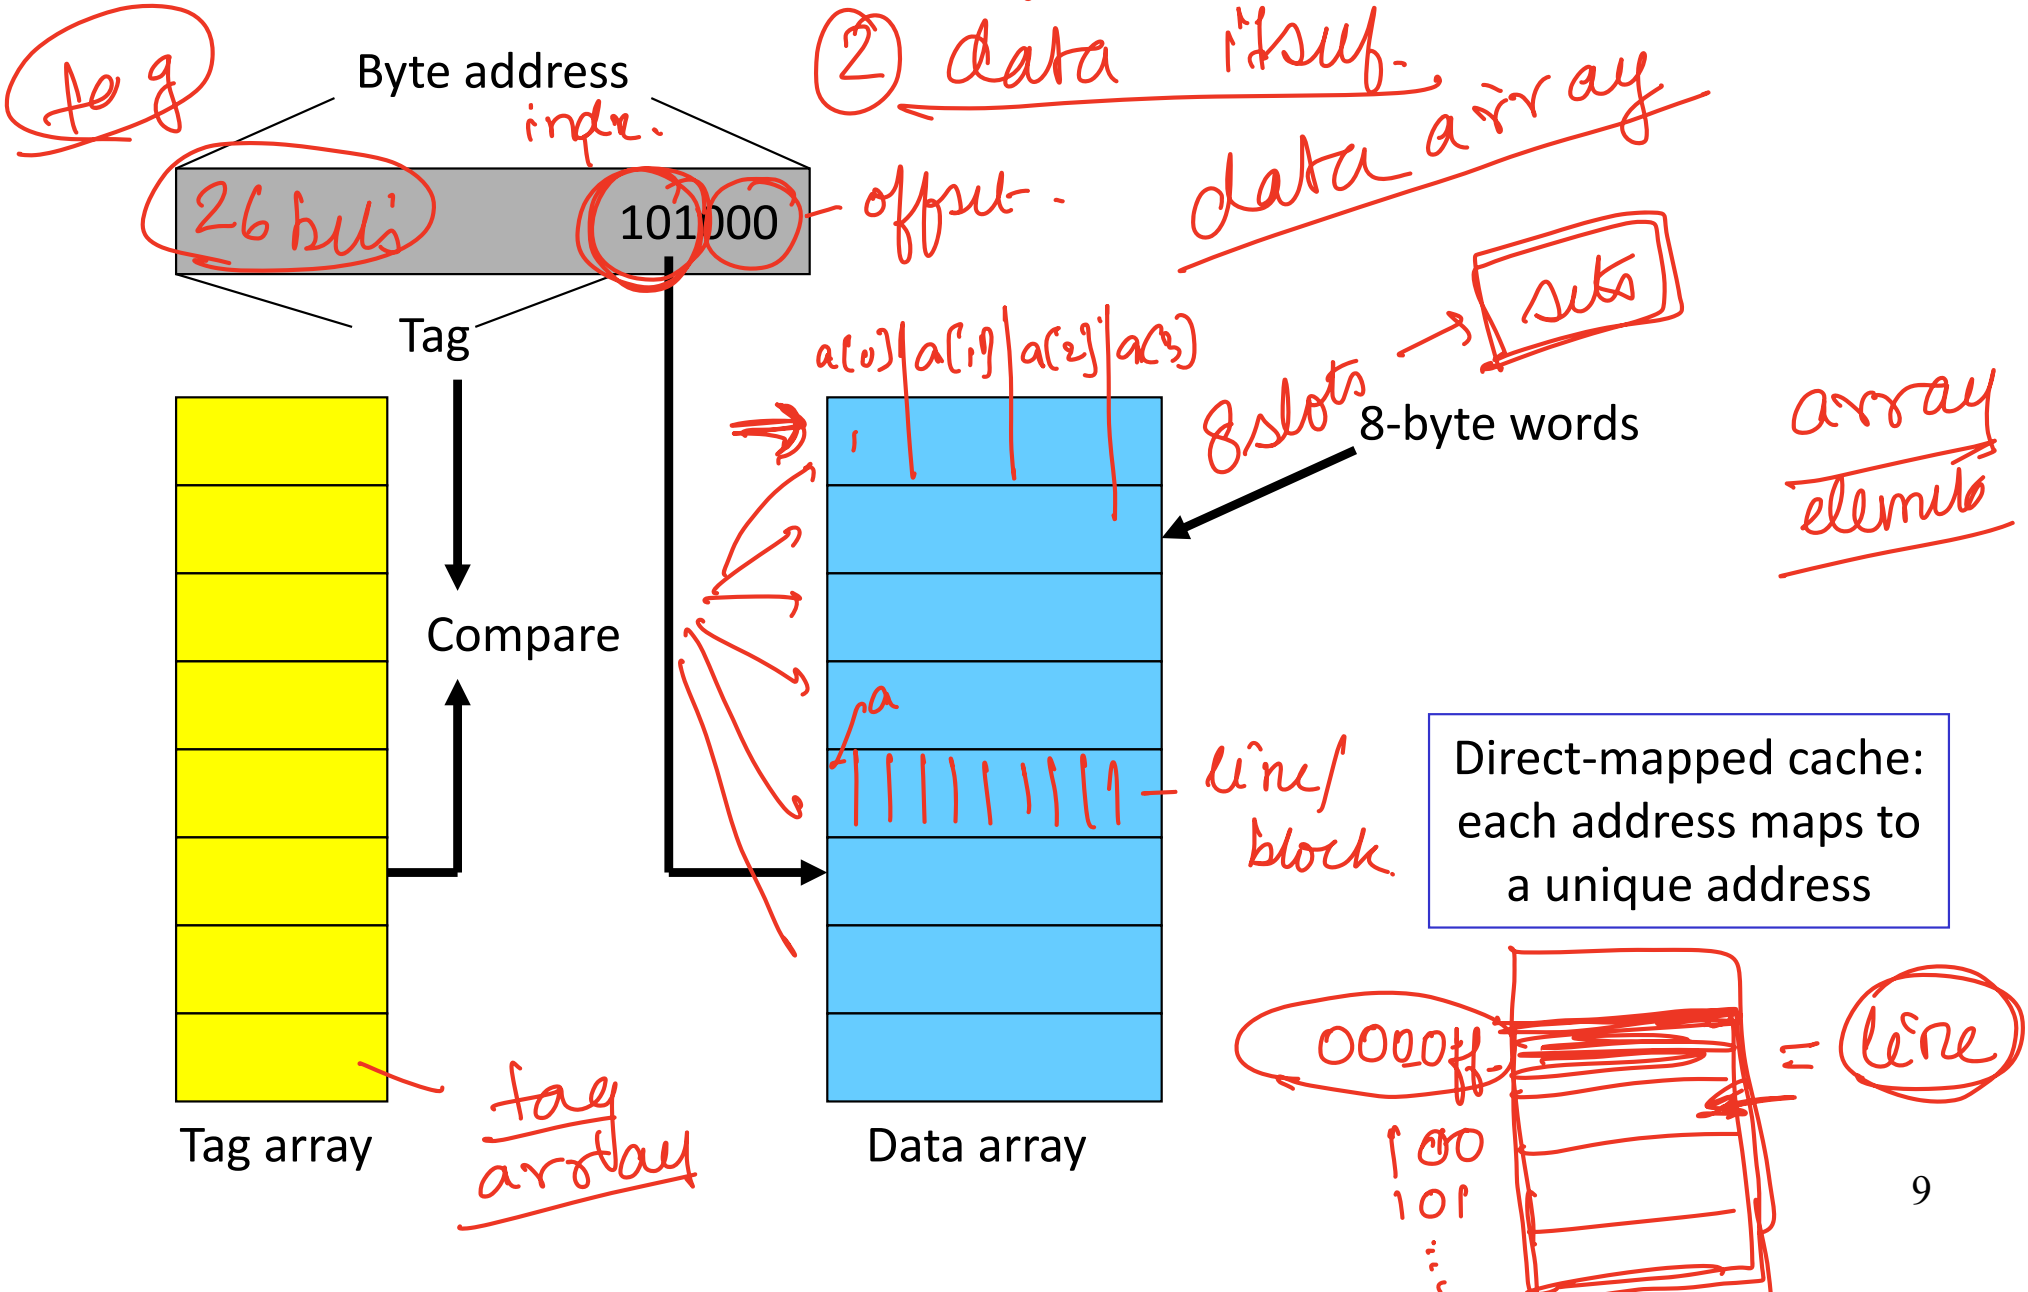 tag
② data itself.
data array
Byte address
index.
26 bits
101000
offset.
Tag
sets
a[0] a[1] a[2] a[3]
8 slots
8-byte words
array
elements
Compare
a
line/
block.
Direct-mapped cache:
each address maps to
a unique address
0000ff
= line
100
101
Tag array
tag
array
Data array
9